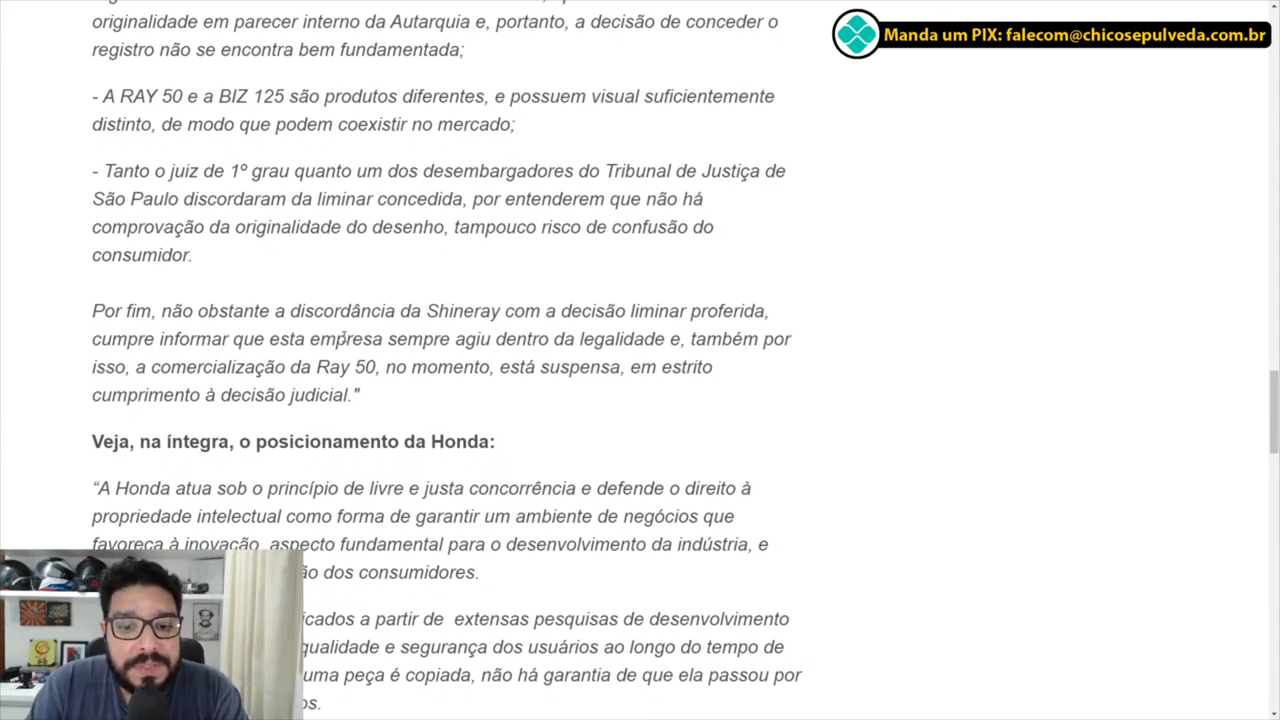 originalidade em parecer interno da Autarquia e, portanto, a decisão de conceder o
Manda um PIX: falecom@chicosepulveda.com.br
registro não se encontra bem fundamentada;
- A RAY 50 e a BIZ 125 são produtos diferentes, e possuem visual suficientemente
distinto, de modo que podem coexistir no mercado;
- Tanto o juiz de 1º grau quanto um dos desembargadores do Tribunal de Justiça de
São Paulo discordaram da liminar concedida, por entenderem que não há
comprovação da originalidade do desenho, tampouco risco de confusão do
consumidor.
Por fim, não obstante a discordância da Shineray com a decisão liminar proferida,
cumpre informar que esta empresa sempre agiu dentro da legalidade e, também por
isso, a comercialização da Ray 50, no momento, está suspensa, em estrito
cumprimento à decisão judicial."
Veja, na íntegra, o posicionamento da Honda:
“A Honda atua sob o princípio de livre e justa concorrência e defende o direito à
propriedade intelectual como forma de garantir um ambiente de negócios que
favoreça à inovação, aspecto fundamental para o desenvolvimento da indústria, e
dos consumidores.
a partir de extensas pesquisas de desenvolvimento
qualidade e segurança dos usuários ao longo do tempo de
uma peça é copiada, não há garantia de que ela passou por